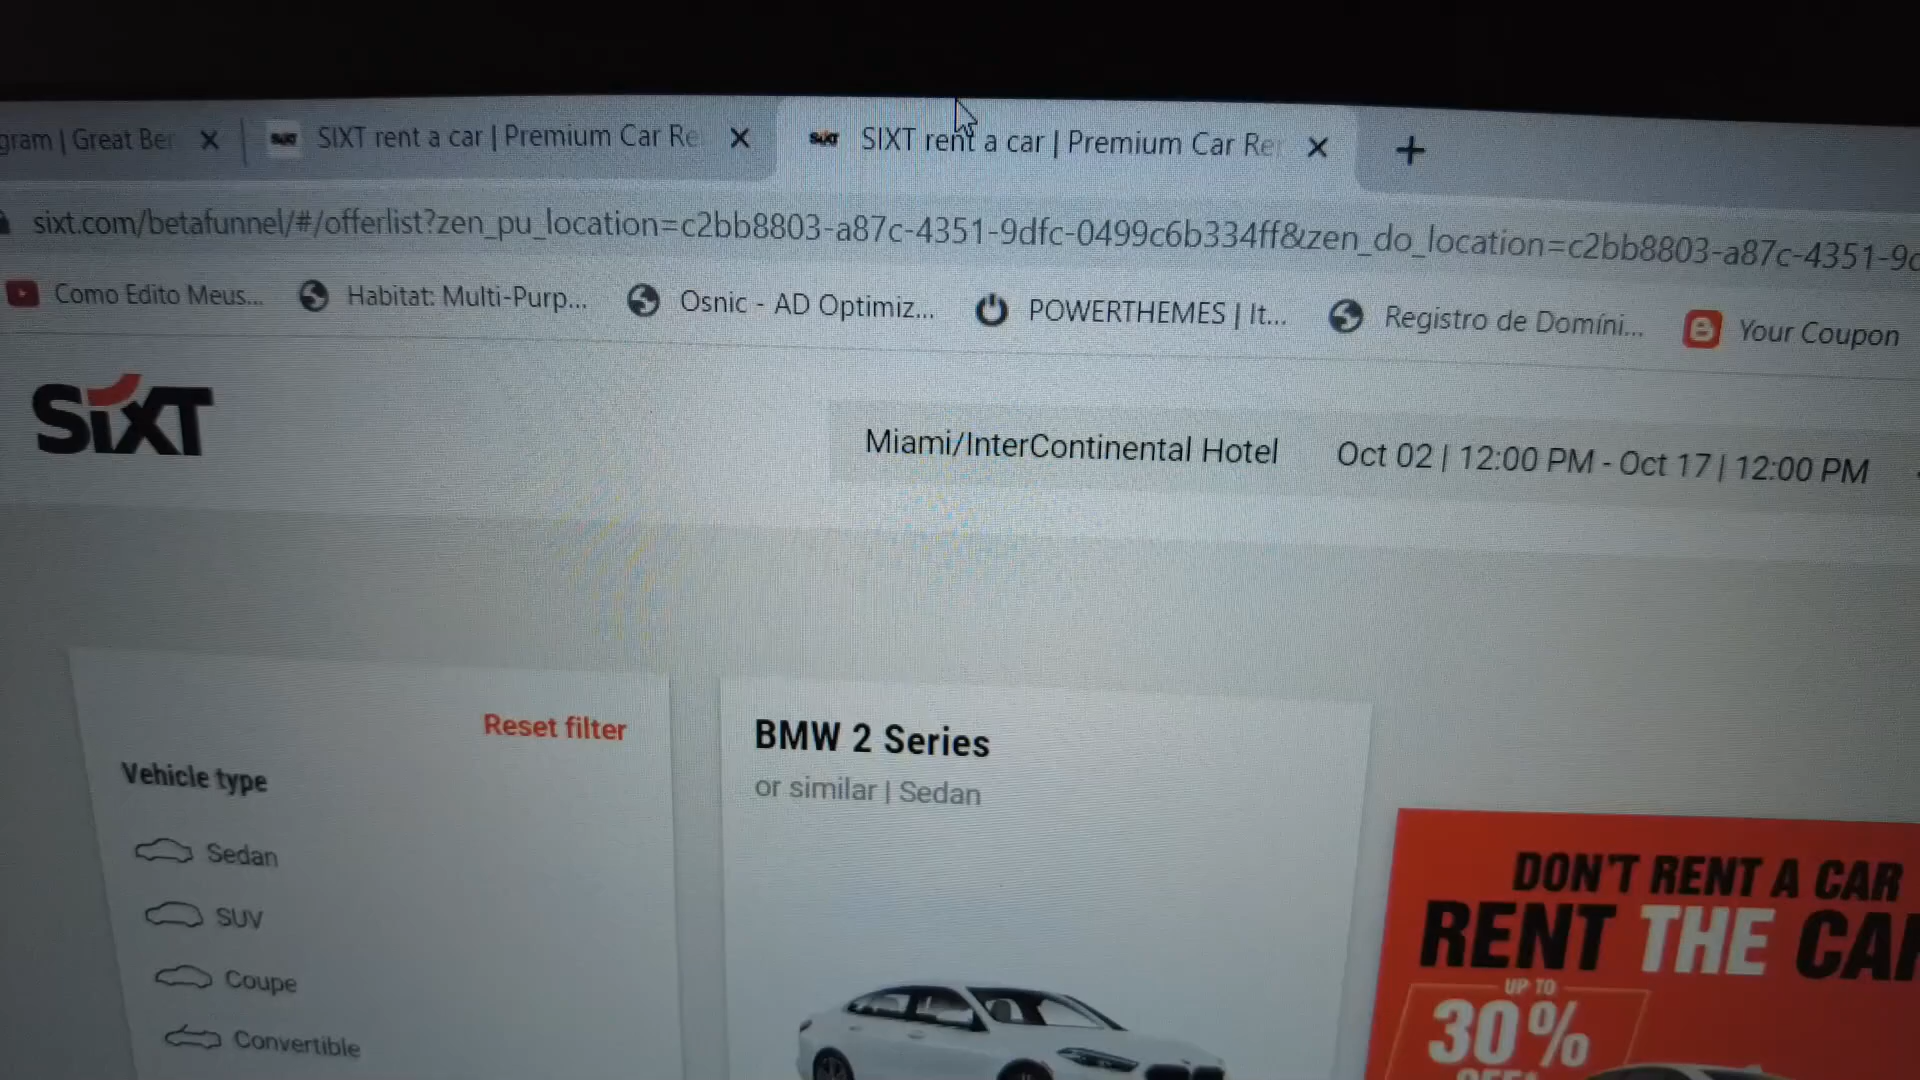 gram | Great Ber
SIXT rent a car | Premium Car Re
SIXT rent a car | Premium Car Rer
sixt.com/betafunnel/#/offerlist?zen_pu_location=c2bb8803-a87c-4351-9dfc-0499c6b334ff&zen_do_location=c2bb8803-a87c-4351-9c
Como Edito Meus...
Habitat: Multi-Purp...
Osnic - AD Optimiz...
POWERTHEMES | It...
Registro de Domíni...
Your Coupon
SIXT
Miami/InterContinental Hotel
Oct 02 | 12:00 PM - Oct 17 | 12:00 PM
Reset filter
Vehicle type
Sedan
SUV
Coupe
Convertible
BMW 2 Series
or similar | Sedan
DON'T RENT A CAR
RENT THE CAR
UP TO
30%
OFF*